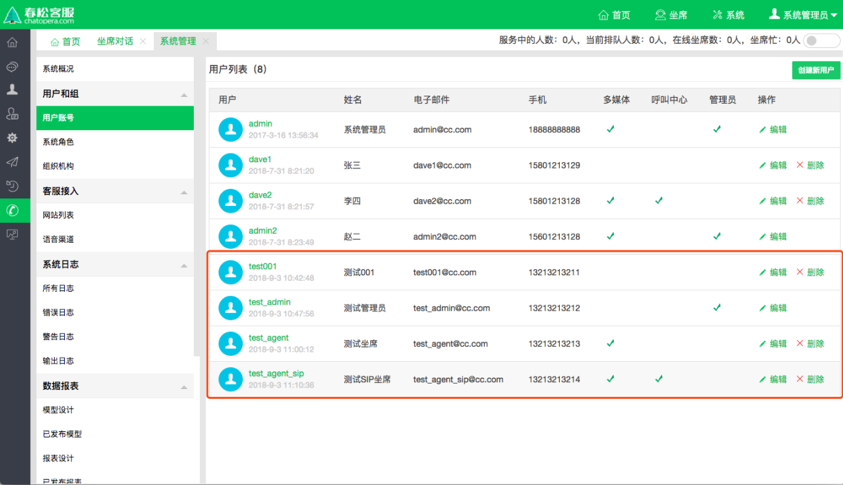 春松客服
chatopera.com
首页 坐席 系统 系统管理员
首页 坐席对话 系统管理
服务中的人数：0人，当前排队人数：0人，在线坐席数：0人，坐席忙：0人
系统概况
用户和组
用户账号
系统角色
组织机构
客服接入
网站列表
语音渠道
系统日志
所有日志
错误日志
警告日志
输出日志
数据报表
模型设计
已发布模型
报表设计
已发布报表
用户列表（8）
创建新用户
用户 姓名 电子邮件 手机 多媒体 呼叫中心 管理员 操作
admin
2017-3-16 13:56:34
系统管理员 admin@cc.com 18888888888 编辑
dave1
2018-7-31 8:21:20
张三 dave1@cc.com 15801213129 编辑 删除
dave2
2018-7-31 8:21:57
李四 dave2@cc.com 15801213128 编辑 删除
admin2
2018-7-31 8:23:49
赵二 admin2@cc.com 15601213128 编辑
test001
2018-9-3 10:42:48
测试001 test001@cc.com 13213213211 编辑 删除
test_admin
2018-9-3 10:47:58
测试管理员 test_admin@cc.com 13213213212 编辑
test_agent
2018-9-3 11:00:12
测试坐席 test_agent@cc.com 13213213213 编辑 删除
test_agent_sip
2018-9-3 11:10:38
测试SIP坐席 test_agent_sip@cc.com 13213213214 编辑 删除